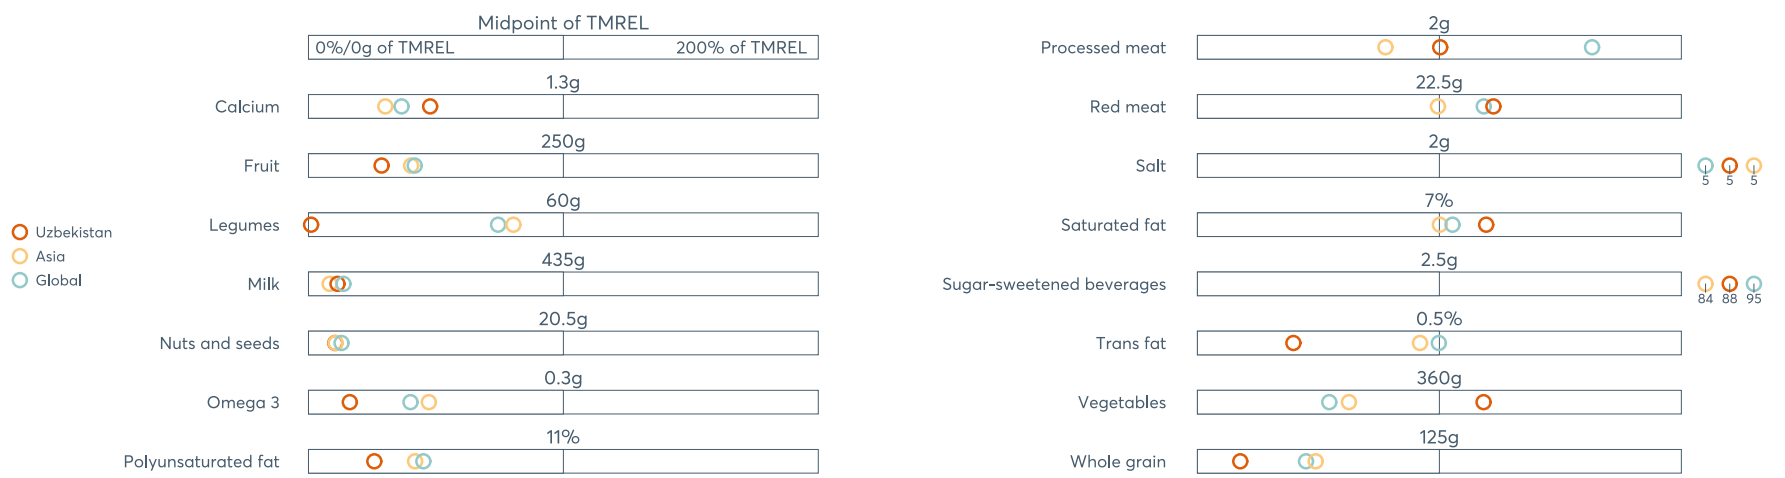 Midpoint of TMREL
0%/0g of TMREL 200% of TMREL
1.3g
Calcium
250g
Fruit
60g
Legumes
435g
Milk
20.5g
Nuts and seeds
0.3g
Omega 3
11%
Polyunsaturated fat
Uzbekistan
Asia
Global
2g
Processed meat
22.5g
Red meat
2g
Salt
5 5 5
7%
Saturated fat
2.5g
Sugar-sweetened beverages
84 88 95
0.5%
Trans fat
360g
Vegetables
125g
Whole grain